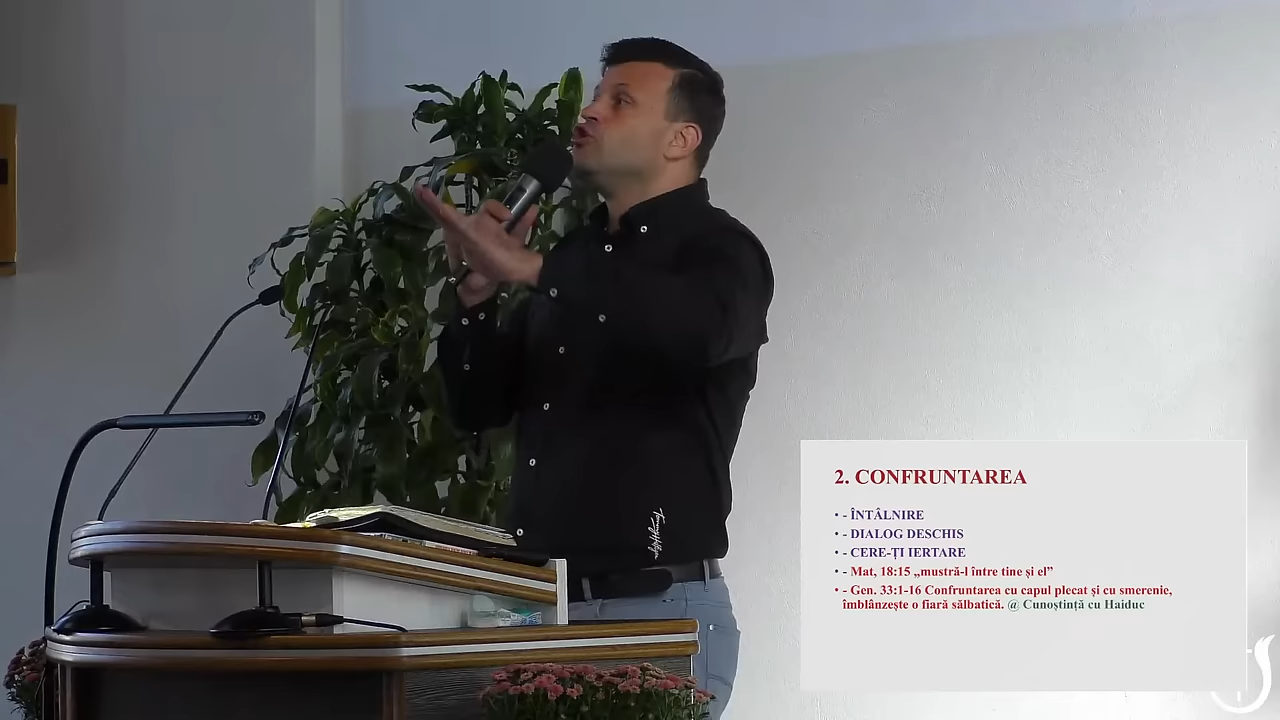 2. CONFRUNTAREA
• - ÎNTÂLNIRE
• - DIALOG DESCHIS
• - CERE-ȚI IERTARE
• - Mat, 18:15 „mustră-l între tine și el”
• - Gen. 33:1-16 Confruntarea cu capul plecat și cu smerenie,
îmblânzește o fiară sălbatică. @ Cunoștință cu Haiduc